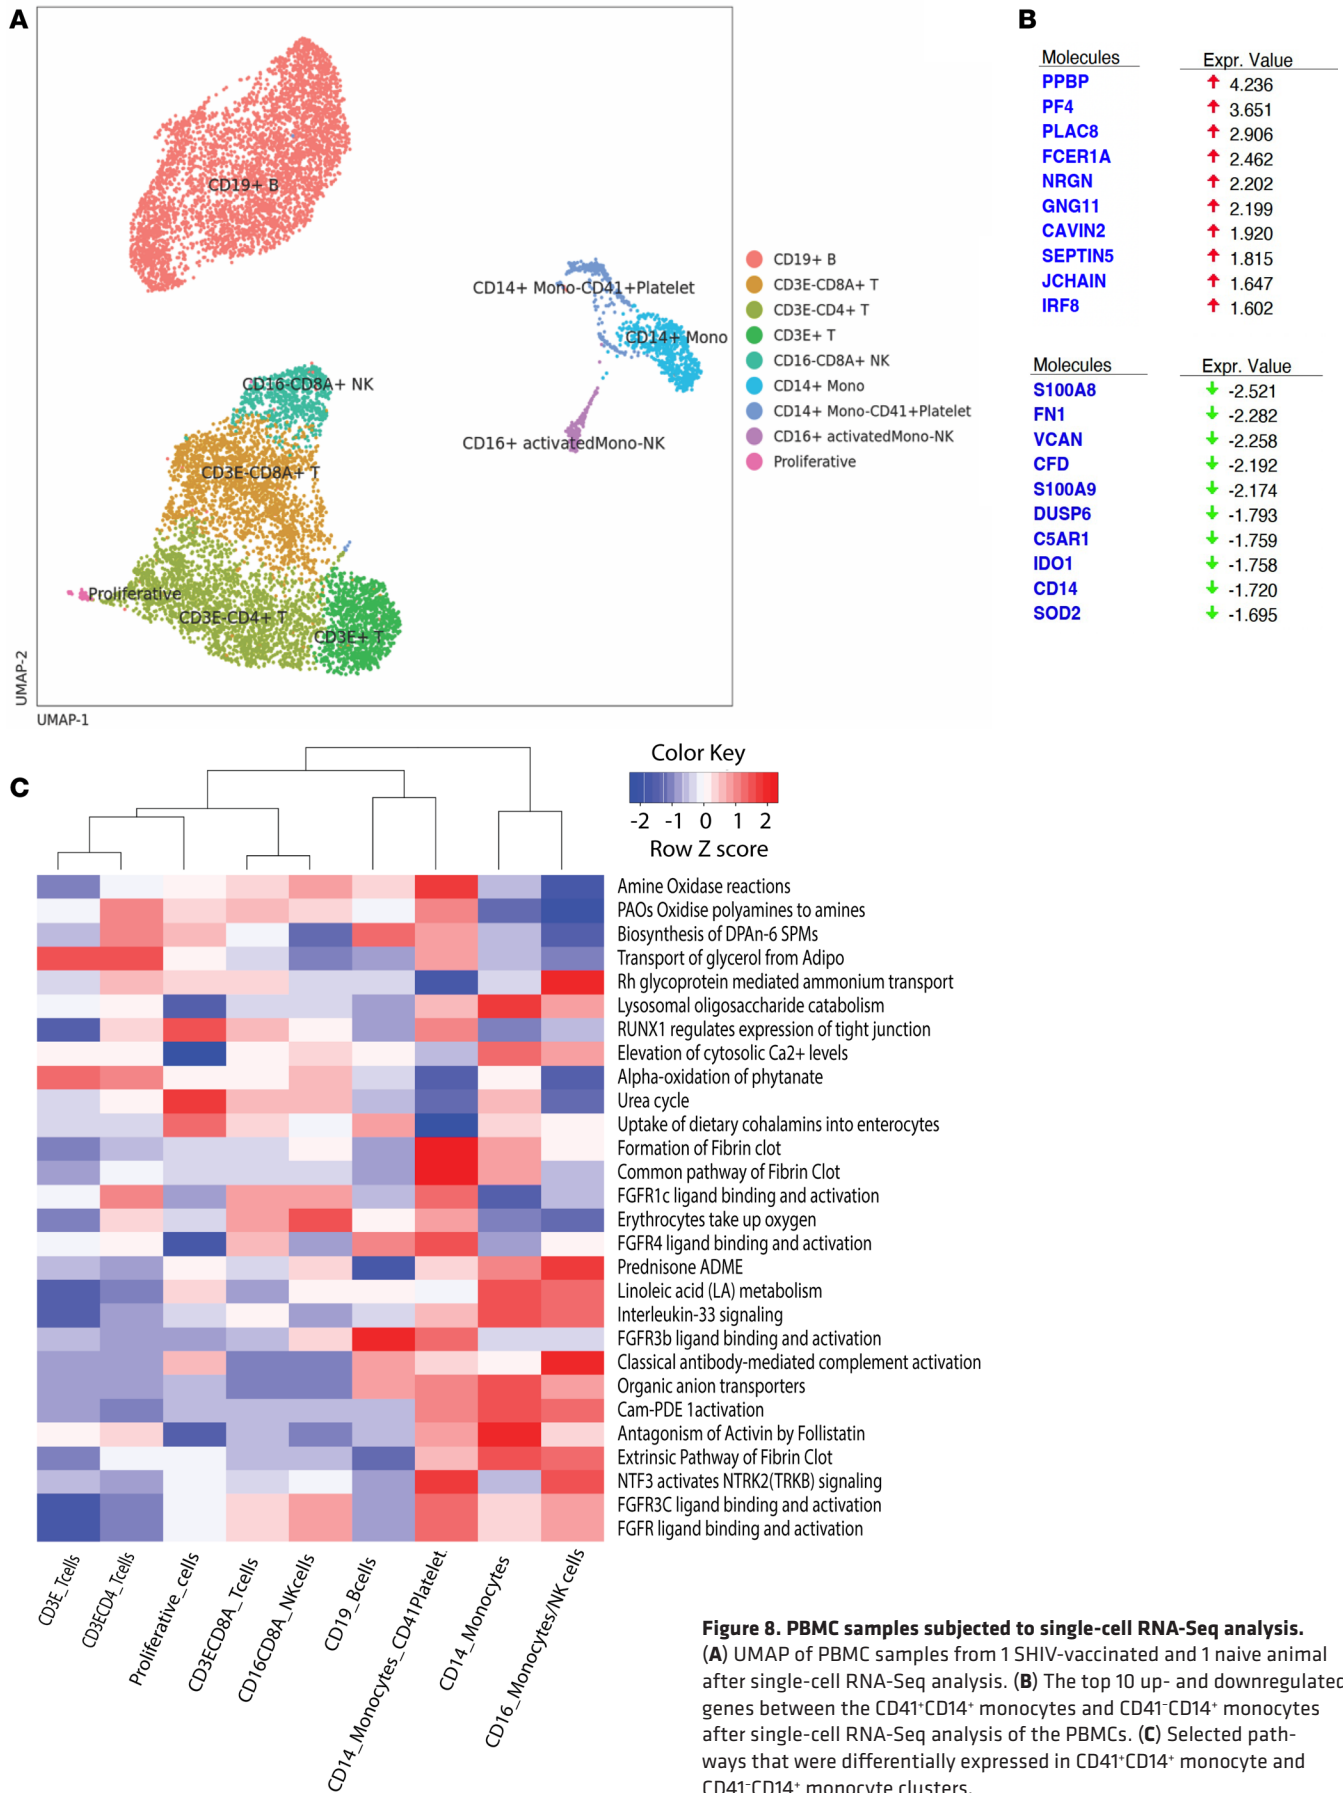 A
CD19+ B
CD14+ Mono-CD41+Platelet
CD14+ Mono
CD16-CD8A+ NK
CD16+ activatedMono-NK
CD3E-CD8A+ T
Proliferative
CD3E-CD4+ T
CD3E+ T
UMAP-2
UMAP-1
CD19+ B
CD3E-CD8A+ T
CD3E-CD4+ T
CD3E+ T
CD16-CD8A+ NK
CD14+ Mono
CD14+ Mono-CD41+Platelet
CD16+ activatedMono-NK
Proliferative
B
Molecules Expr. Value
PPBP 4.236
PF4 3.651
PLAC8 2.906
FCER1A 2.462
NRGN 2.202
GNG11 2.199
CAVIN2 1.920
SEPTIN5 1.815
JCHAIN 1.647
IRF8 1.602
Molecules Expr. Value
S100A8 -2.521
FN1 -2.282
VCAN -2.258
CFD -2.192
S100A9 -2.174
DUSP6 -1.793
C5AR1 -1.759
IDO1 -1.758
CD14 -1.720
SOD2 -1.695
C
Color Key
-2 -1 0 1 2
Row Z score
Amine Oxidase reactions
PAOs Oxidise polyamines to amines
Biosynthesis of DPAn-6 SPMs
Transport of glycerol from Adipo
Rh glycoprotein mediated ammonium transport
Lysosomal oligosaccharide catabolism
RUNX1 regulates expression of tight junction
Elevation of cytosolic Ca2+ levels
Alpha-oxidation of phytanate
Urea cycle
Uptake of dietary cohalamins into enterocytes
Formation of Fibrin clot
Common pathway of Fibrin Clot
FGFR1c ligand binding and activation
Erythrocytes take up oxygen
FGFR4 ligand binding and activation
Prednisone ADME
Linoleic acid (LA) metabolism
Interleukin-33 signaling
FGFR3b ligand binding and activation
Classical antibody-mediated complement activation
Organic anion transporters
Cam-PDE 1activation
Antagonism of Activin by Follistatin
Extrinsic Pathway of Fibrin Clot
NTF3 activates NTRK2(TRKB) signaling
FGFR3C ligand binding and activation
FGFR ligand binding and activation
CD3E_Tcells
CD3ECD4_Tcells
Proliferative_cells
CD3ECD8A_Tcells
CD16CD8A_NKcells
CD19_Bcells
CD14_Monocytes_CD41Platelet.
CD14_Monocytes
CD16_Monocytes/NK cells
Figure 8. PBMC samples subjected to single-cell RNA-Seq analysis.
(A) UMAP of PBMC samples from 1 SHIV-vaccinated and 1 naive animal
after single-cell RNA-Seq analysis. (B) The top 10 up- and downregulated
genes between the CD41⁺CD14⁺ monocytes and CD41⁻CD14⁺ monocytes
after single-cell RNA-Seq analysis of the PBMCs. (C) Selected path-
ways that were differentially expressed in CD41⁺CD14⁺ monocyte and
CD41⁻CD14⁺ monocyte clusters.